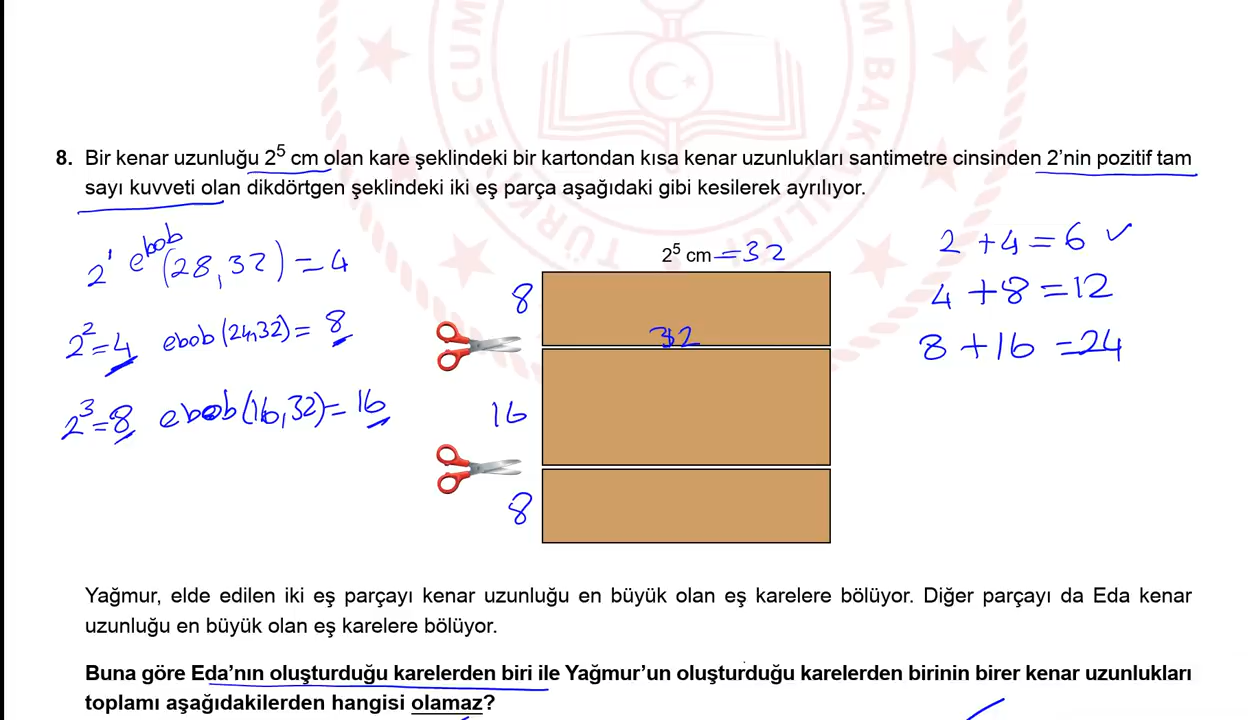 TÜRKİYE CUM
BAKANLIĞI
8. Bir kenar uzunluğu 2⁵ cm olan kare şeklindeki bir kartondan kısa kenar uzunlukları santimetre cinsinden 2'nin pozitif tam
sayı kuvveti olan dikdörtgen şeklindeki iki eş parça aşağıdaki gibi kesilerek ayrılıyor.
2¹ ebob(28,32) = 4
2²=4 ebob(24,32) = 8
2³=8 ebob(16,32) = 16
2⁵ cm = 32
8
32
16
8
2 + 4 = 6 ✓
4 + 8 = 12
8 + 16 = 24
Yağmur, elde edilen iki eş parçayı kenar uzunluğu en büyük olan eş karelere bölüyor. Diğer parçayı da Eda kenar
uzunluğu en büyük olan eş karelere bölüyor.
Buna göre Eda'nın oluşturduğu karelerden biri ile Yağmur'un oluşturduğu karelerden birinin birer kenar uzunlukları
toplamı aşağıdakilerden hangisi olamaz?